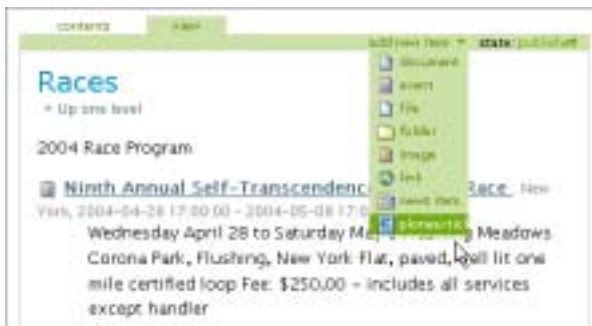 contents view
add new item state: published
document
Races
event
Up one level
file
folder
2004 Race Program
image
link
Ninth Annual Self-Transcendence Race New
news item
York, 2004-04-28 17:00:00 - 2004-05-08 17:0
Wednesday April 28 to Saturday Meadows
Corona Park, Flushing, New York Flat, paved, well lit one
mile certified loop Fee: $250,00 - includes all services
except handler